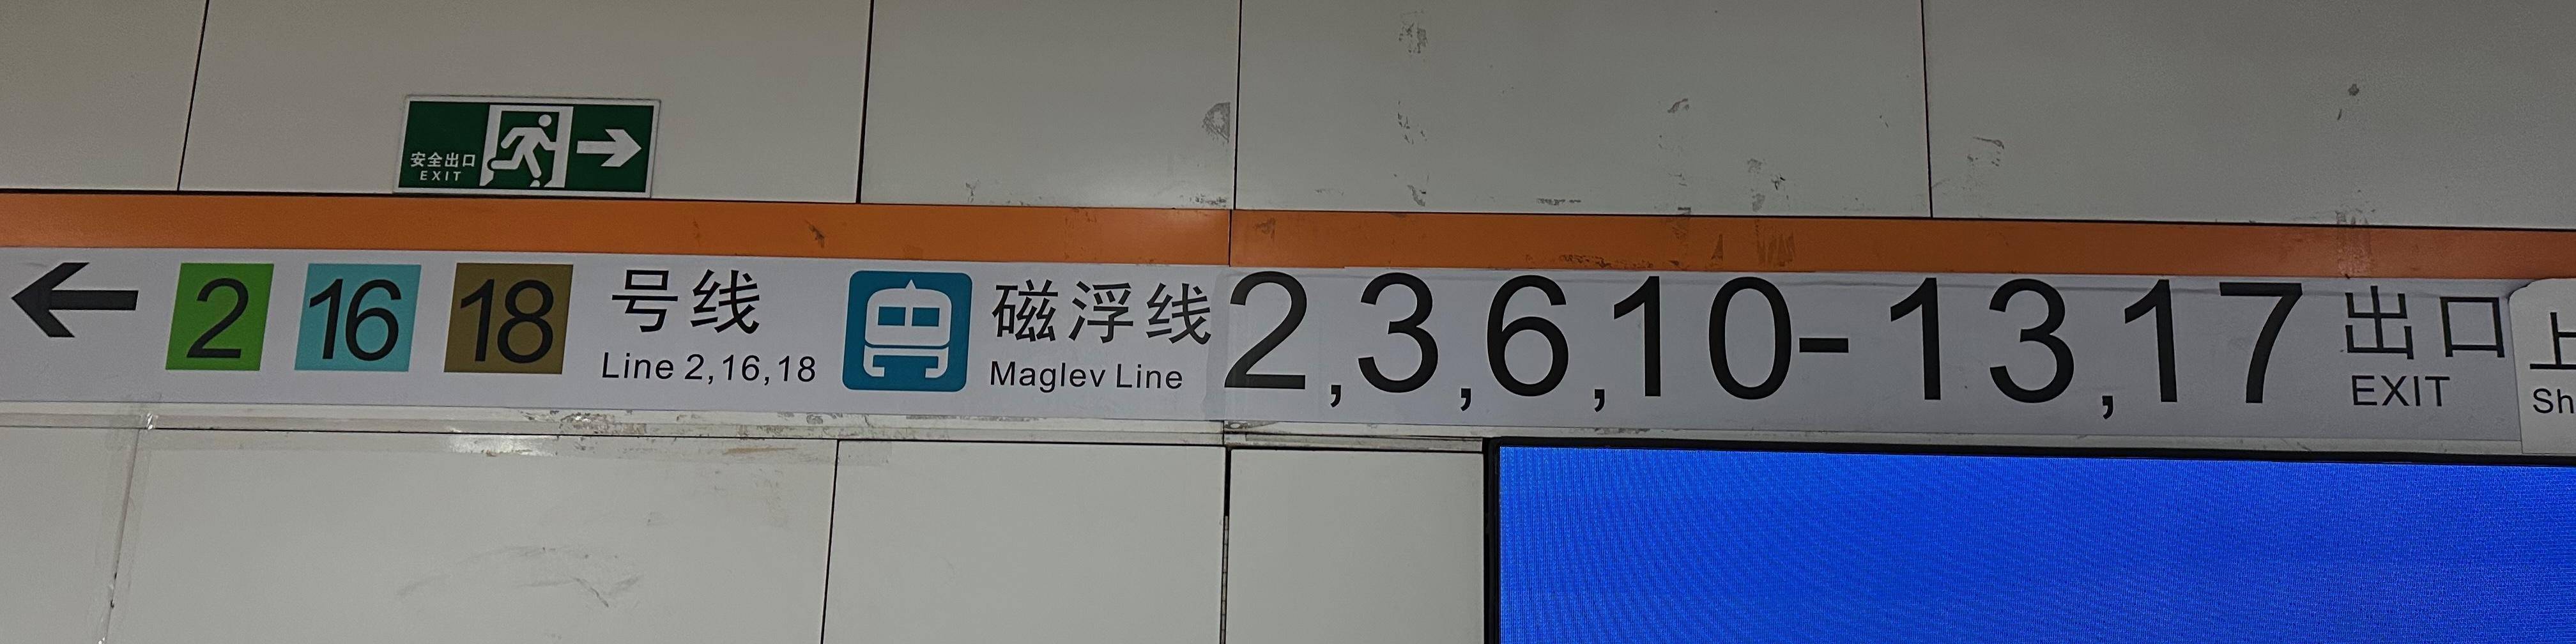 安全出口
EXIT
2 16 18 号线
Line 2,16,18
磁浮线
Maglev Line
2,3,6,10-13,17 出口
EXIT
上
Sh